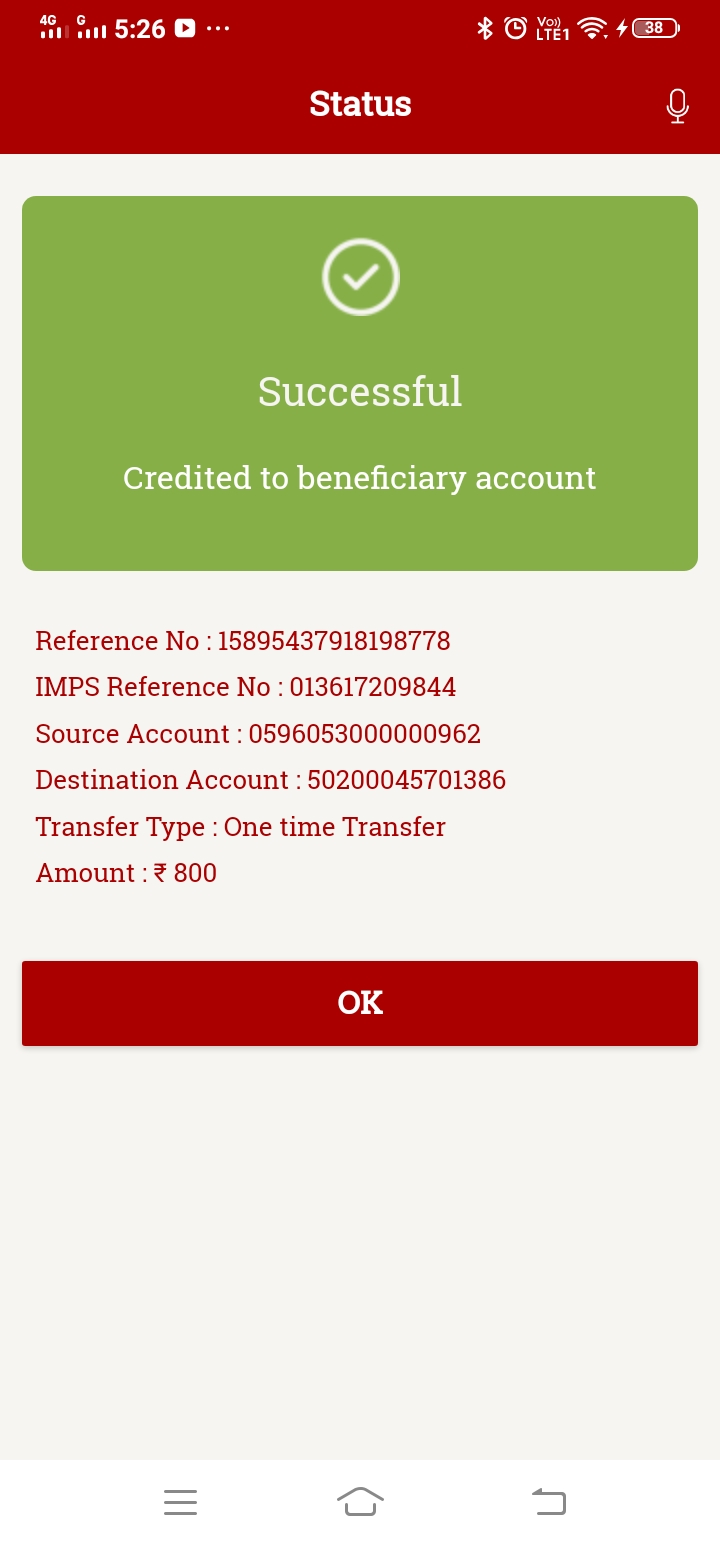 4G G 5:26 Vo)) LTE1 38
Status
Successful
Credited to beneficiary account
Reference No : 15895437918198778
IMPS Reference No : 013617209844
Source Account : 0596053000000962
Destination Account : 50200045701386
Transfer Type : One time Transfer
Amount : ₹ 800
OK